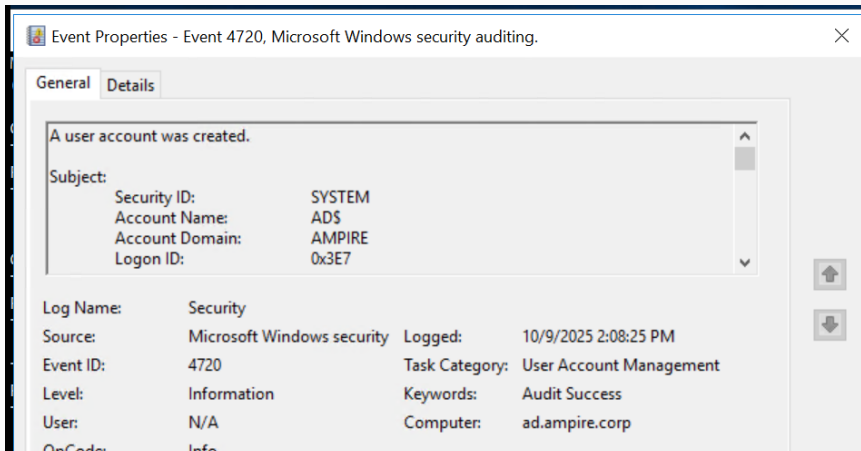 Event Properties - Event 4720, Microsoft Windows security auditing.
General Details
A user account was created.
Subject:
Security ID: SYSTEM
Account Name: AD$
Account Domain: AMPIRE
Logon ID: 0x3E7
Log Name: Security
Source: Microsoft Windows security Logged: 10/9/2025 2:08:25 PM
Event ID: 4720 Task Category: User Account Management
Level: Information Keywords: Audit Success
User: N/A Computer: ad.ampire.corp
OpCode: Info